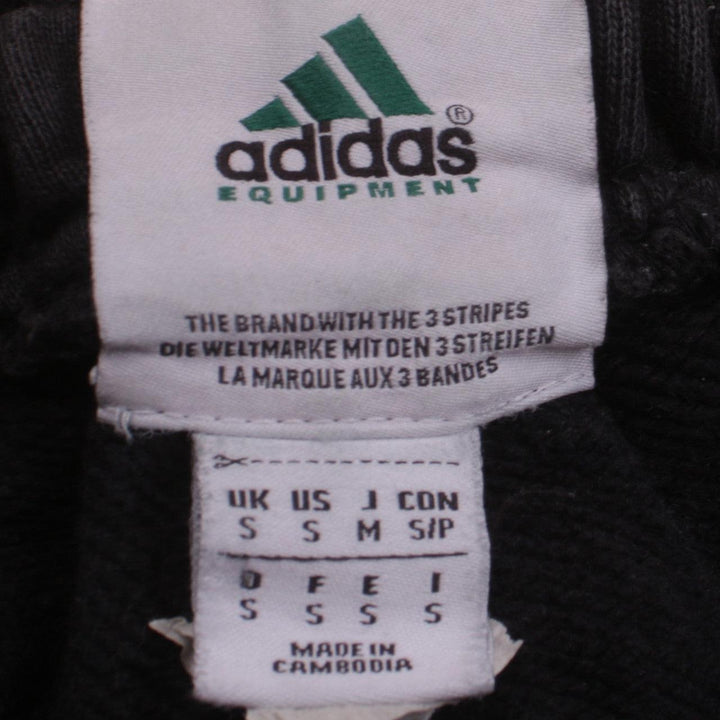 adidas®
EQUIPMENT
THE BRAND WITH THE 3 STRIPES
DIE WELTMARKE MIT DEN 3 STREIFEN
LA MARQUE AUX 3 BANDES
UK US J CON
S S M S/P
D F E I
S S S S
MADE IN
CAMBODIA